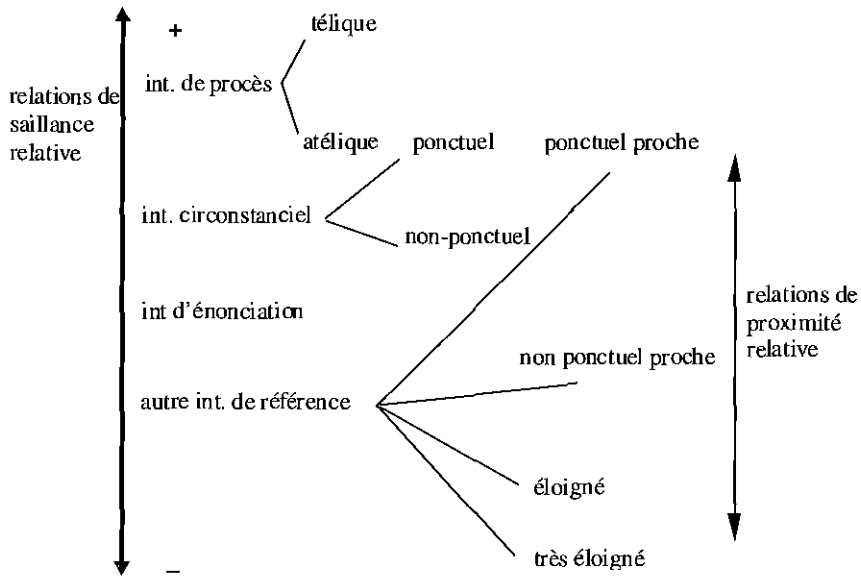 +
télique
int. de procès
relations de
saillance
relative
atélique
ponctuel
ponctuel proche
int. circonstanciel
non-ponctuel
int d'énonciation
relations de
proximité
relative
non ponctuel proche
autre int. de référence
éloigné
très éloigné
–